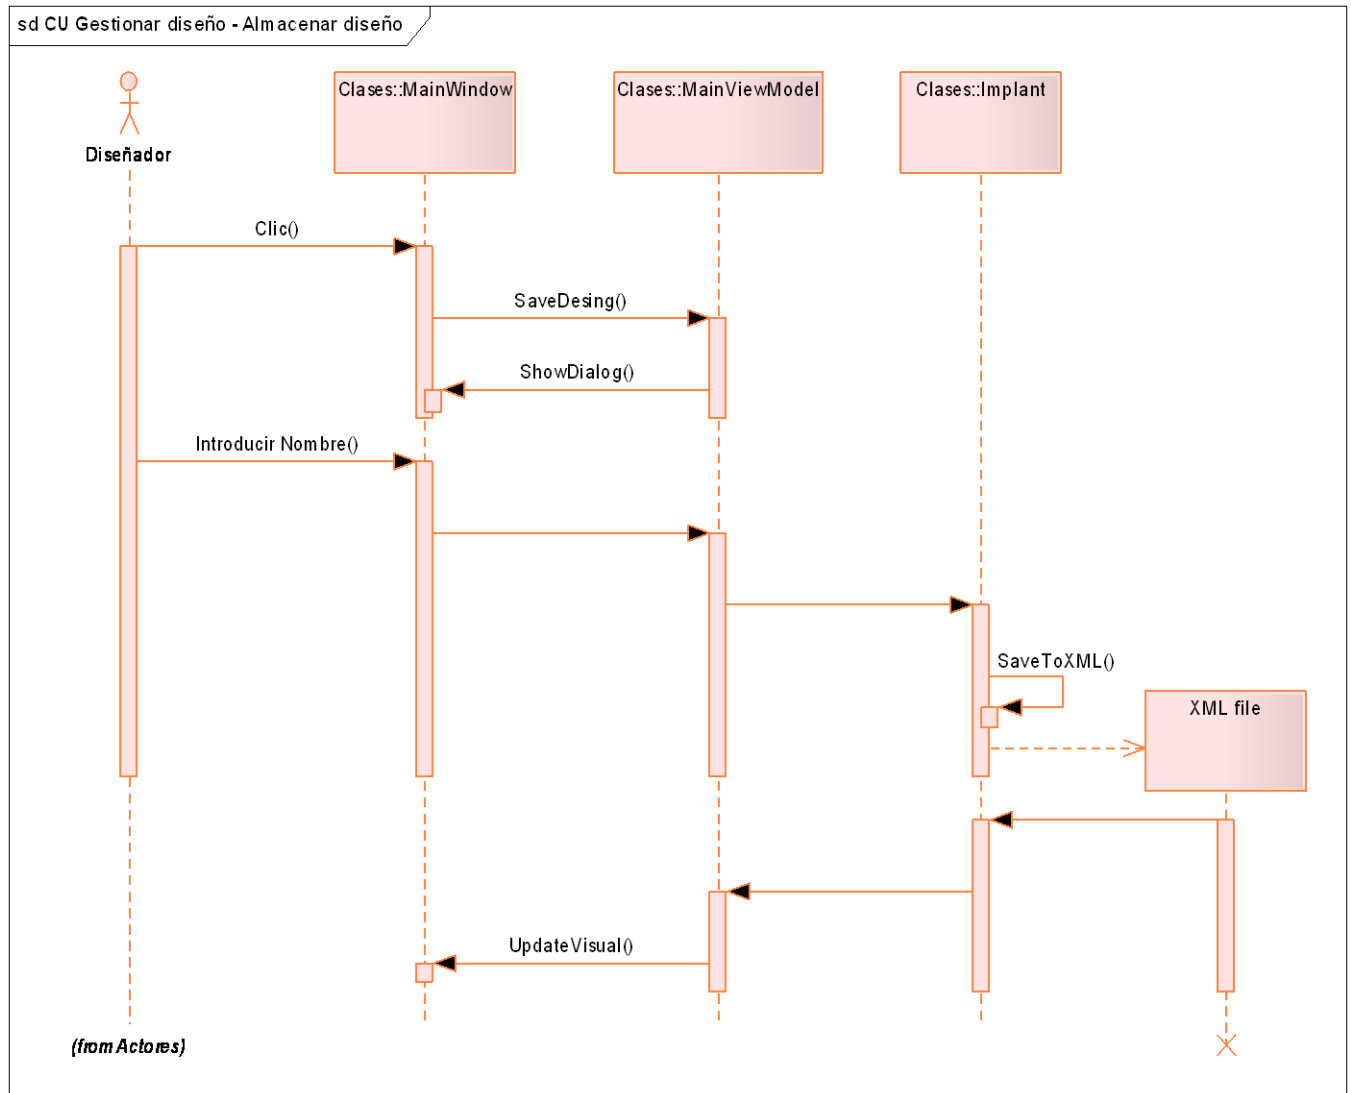 sd CU Gestionar diseño - Almacenar diseño
Clases::MainWindow
Clases::MainViewModel
Clases::Implant
Diseñador
Clic()
SaveDesing()
ShowDialog()
Introducir Nombre()
SaveToXML()
XML file
UpdateVisual()
(from Actores)